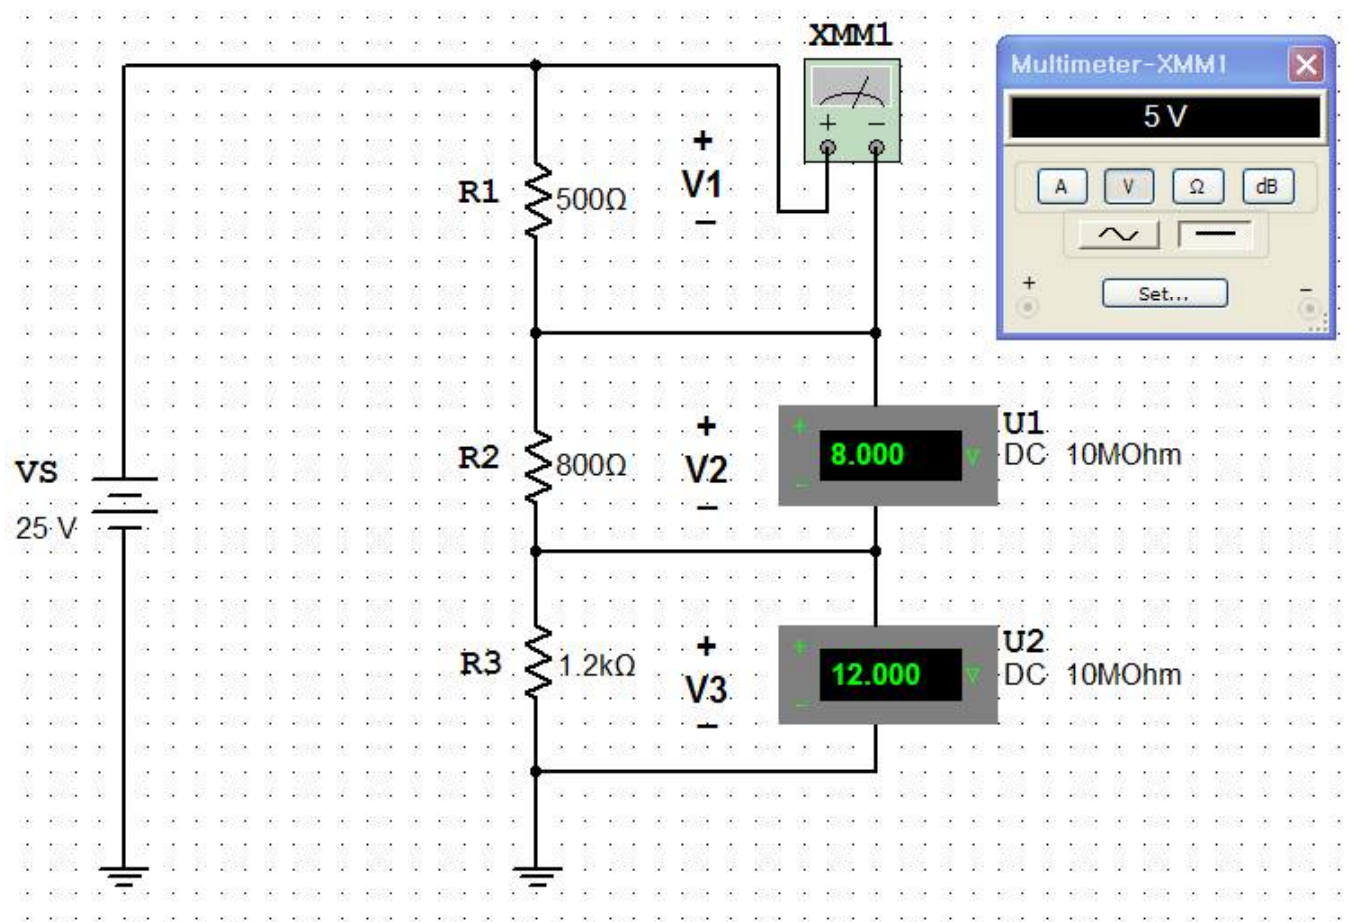 XMM1
Multimeter-XMM1
5 V
+ −
A V Ω dB
Set...
+ −
R1
500Ω
+
V1
−
R2
800Ω
+
V2
−
+
8.000
−
U1
DC 10MOhm
VS
25 V
R3
1.2kΩ
+
V3
−
+
12.000
−
U2
DC 10MOhm